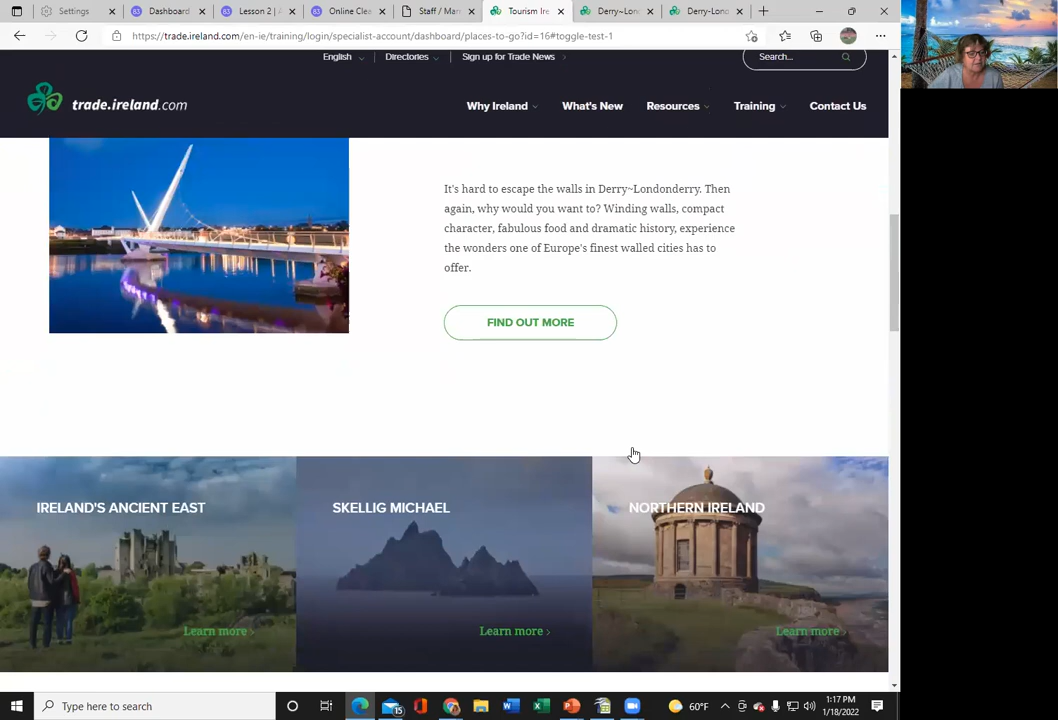 Settings
Dashboard
Lesson 2 |
Online Clea
Staff / Man
Tourism Ire
Derry~Lond
Derry-Lond
https://trade.ireland.com/en-ie/training/login/specialist-account/dashboard/places-to-go?id=16#toggle-test-1
English
Directories
Sign up for Trade News
Search...
trade.ireland.com
Why Ireland
What's New
Resources
Training
Contact Us
It's hard to escape the walls in Derry~Londonderry. Then
again, why would you want to? Winding walls, compact
character, fabulous food and dramatic history, experience
the wonders one of Europe's finest walled cities has to
offer.
FIND OUT MORE
IRELAND'S ANCIENT EAST
SKELLIG MICHAEL
NORTHERN IRELAND
Learn more
Learn more
Learn more
Type here to search
15
60°F
1:17 PM
1/18/2022